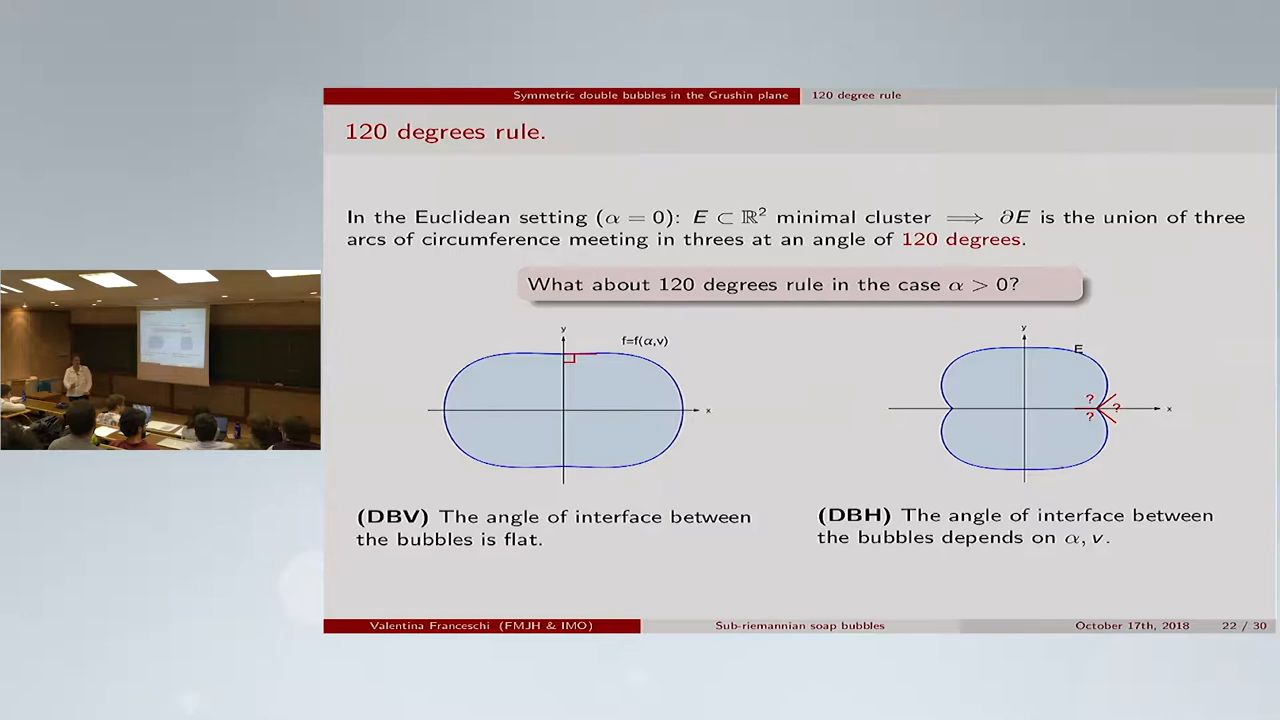 Symmetric double bubbles in the Grushin plane 120 degree rule
120 degrees rule.
In the Euclidean setting (α = 0): E ⊂ ℝ² minimal cluster ⟹ ∂E is the union of three
arcs of circumference meeting in threes at an angle of 120 degrees.
What about 120 degrees rule in the case α > 0?
y
f=f(α,v)
x
y
E
?
?
?
x
(DBV) The angle of interface between
the bubbles is flat.
(DBH) The angle of interface between
the bubbles depends on α, v.
Valentina Franceschi (FMJH & IMO) Sub-riemannian soap bubbles October 17th, 2018 22 / 30